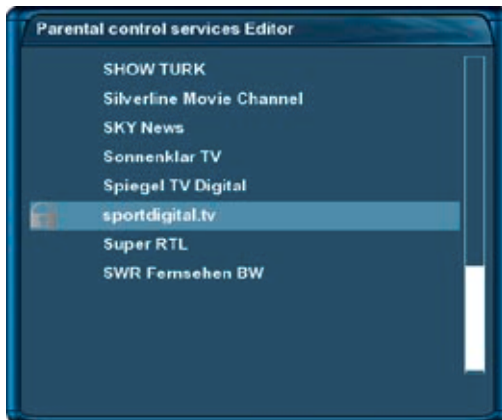 Parental control services Editor
SHOW TURK
Silverline Movie Channel
SKY News
Sonnenklar TV
Spiegel TV Digital
sportdigital.tv
Super RTL
SWR Fernsehen BW